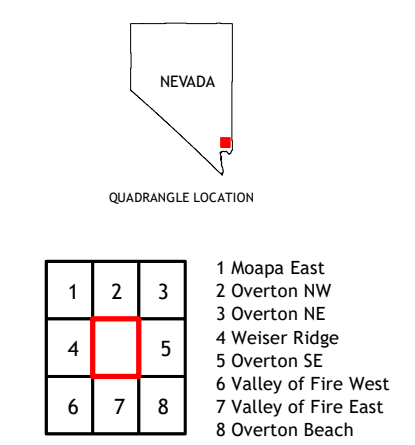 NEVADA
QUADRANGLE LOCATION
1 2 3
4 5
6 7 8
1 Moapa East
2 Overton NW
3 Overton NE
4 Weiser Ridge
5 Overton SE
6 Valley of Fire West
7 Valley of Fire East
8 Overton Beach